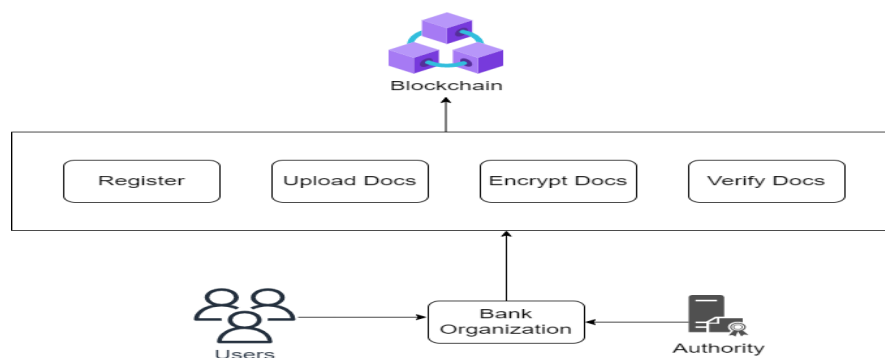 Blockchain
Register
Upload Docs
Encrypt Docs
Verify Docs
Bank
Organization
Users
Authority